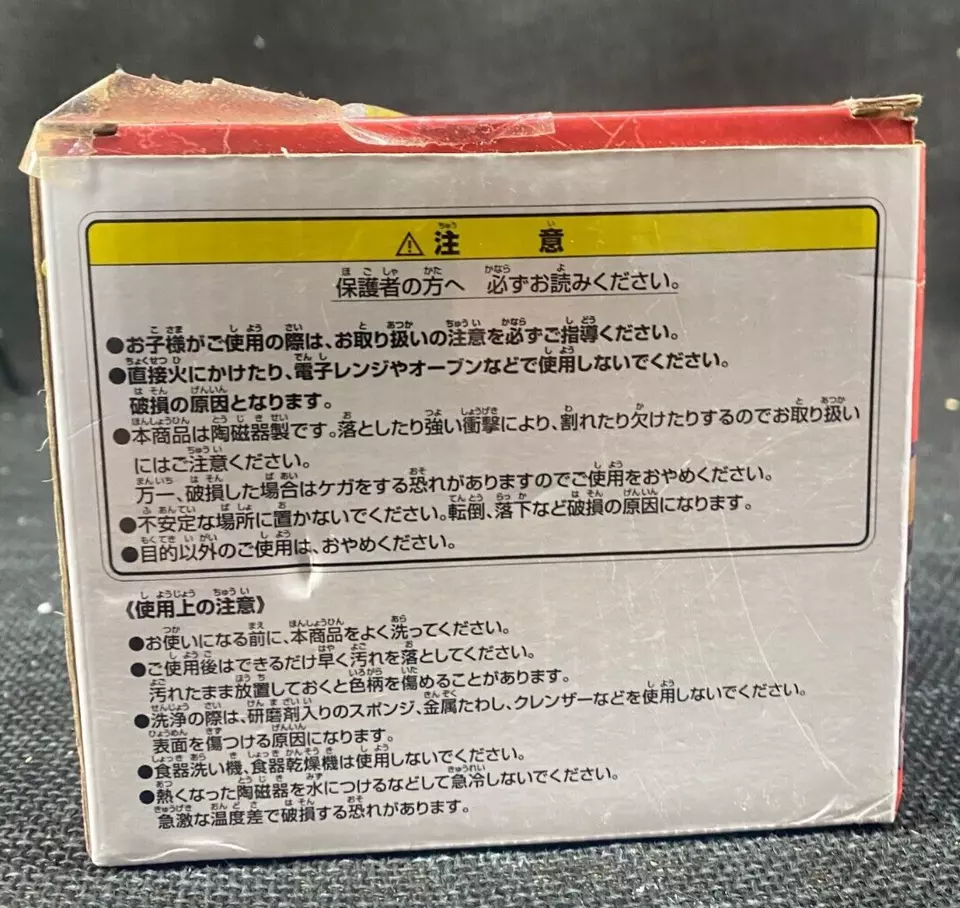 ⚠注意
保護者の方へ 必ずお読みください。
●お子様がご使用の際は、お取り扱いの注意を必ずご指導ください。
●直接火にかけたり、電子レンジやオーブンなどで使用しないでください。
破損の原因となります。
●本商品は陶磁器製です。落としたり強い衝撃により、割れたり欠けたりするのでお取り扱い
にはご注意ください。
万一、破損した場合はケガをする恐れがありますのでご使用をおやめください。
●不安定な場所に置かないでください。転倒、落下など破損の原因になります。
●目的以外のご使用は、おやめください。
《使用上の注意》
●お使いになる前に、本商品をよく洗ってください。
●ご使用後はできるだけ早く汚れを落としてください。
汚れたまま放置しておくと色柄を傷めることがあります。
●洗浄の際は、研磨剤入りのスポンジ、金属たわし、クレンザーなどを使用しないでください。
表面を傷つける原因になります。
●食器洗い機、食器乾燥機は使用しないでください。
●熱くなった陶磁器を水につけるなどして急冷しないでください。
急激な温度差で破損する恐れがあります。